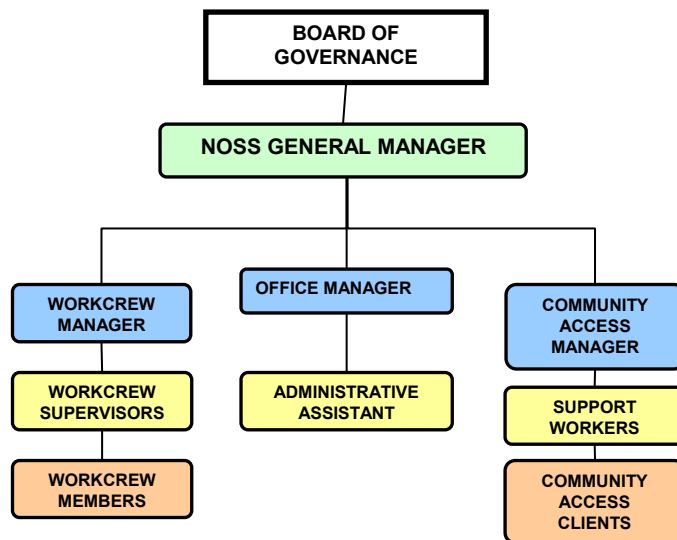 BOARD OF
GOVERNANCE
NOSS GENERAL MANAGER
WORKCREW
MANAGER
OFFICE MANAGER
COMMUNITY
ACCESS
MANAGER
WORKCREW
SUPERVISORS
ADMINISTRATIVE
ASSISTANT
SUPPORT
WORKERS
WORKCREW
MEMBERS
COMMUNITY
ACCESS
CLIENTS